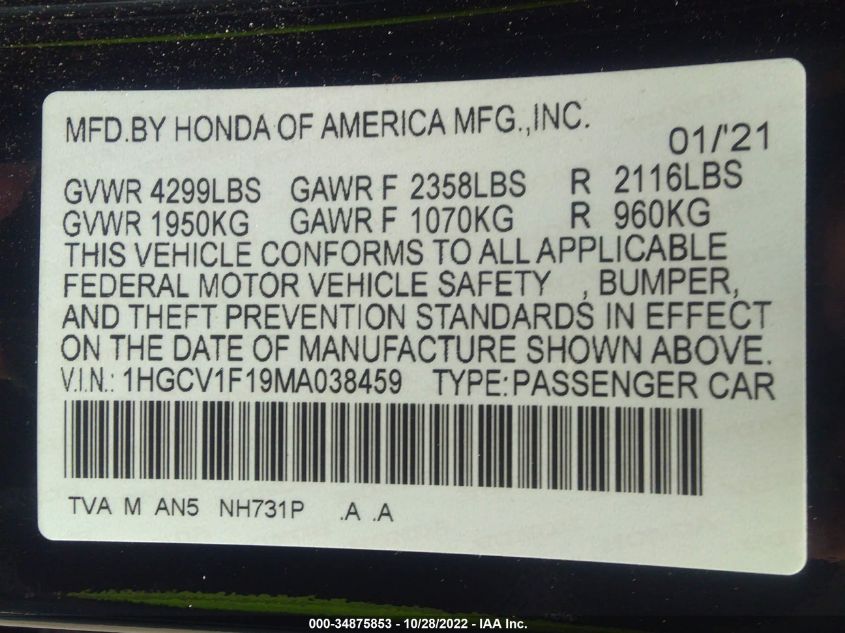 MFD.BY HONDA OF AMERICA MFG.,INC.
01/'21
GVWR 4299LBS GAWR F 2358LBS R 2116LBS
GVWR 1950KG GAWR F 1070KG R 960KG
THIS VEHICLE CONFORMS TO ALL APPLICABLE
FEDERAL MOTOR VEHICLE SAFETY , BUMPER,
AND THEFT PREVENTION STANDARDS IN EFFECT
ON THE DATE OF MANUFACTURE SHOWN ABOVE.
V.I.N.: 1HGCV1F19MA038459 TYPE:PASSENGER CAR
TVA M AN5 NH731P .A .A
000-34875853 - 10/28/2022 - IAA Inc.